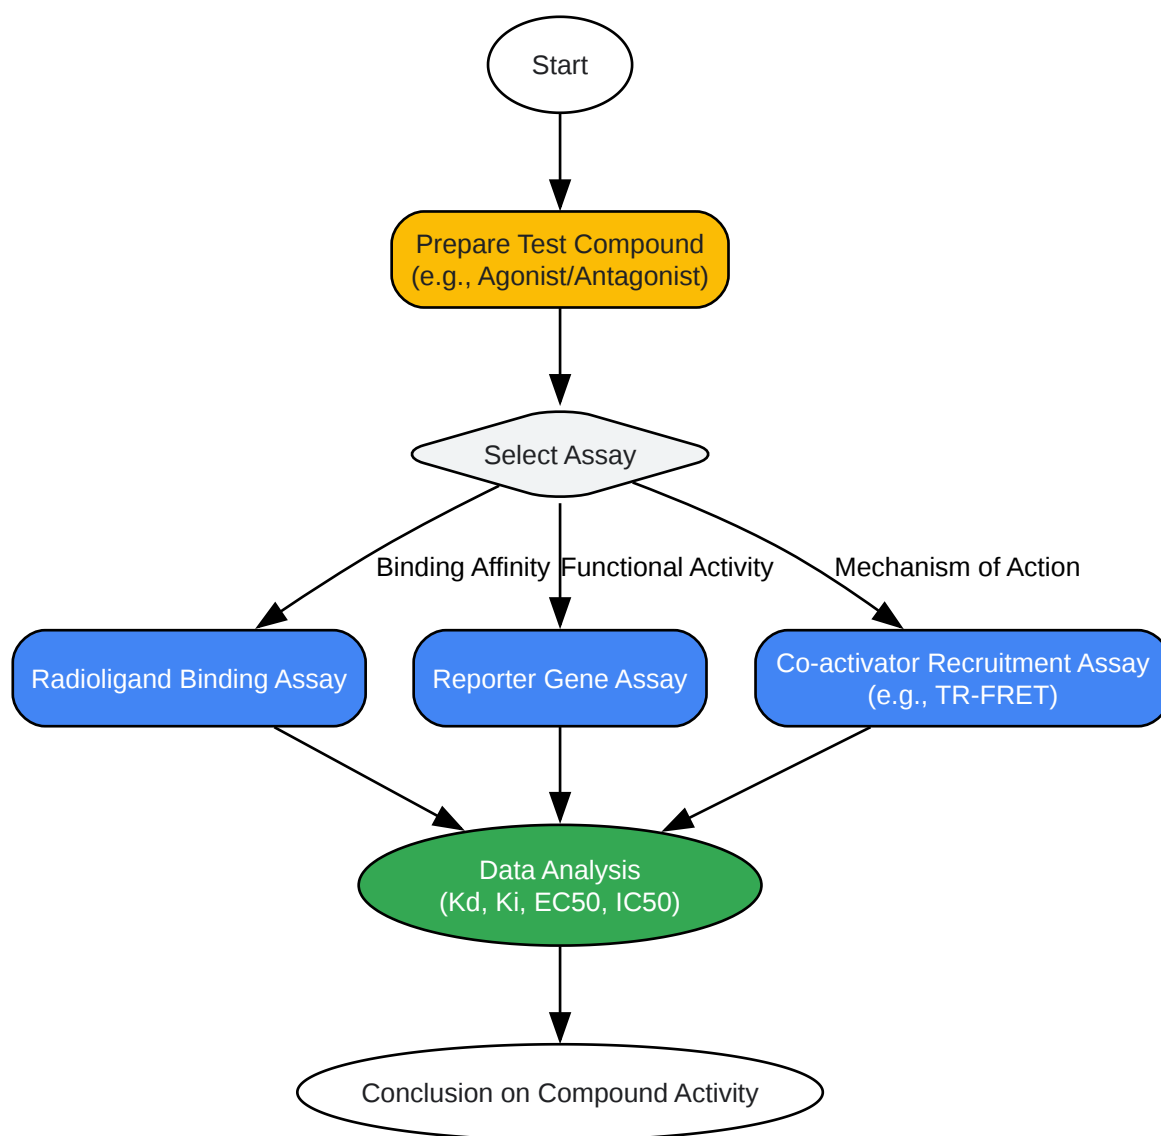 Start
Prepare Test Compound
(e.g., Agonist/Antagonist)
Select Assay
Binding Affinity
Functional Activity
Mechanism of Action
Radioligand Binding Assay
Reporter Gene Assay
Co-activator Recruitment Assay
(e.g., TR-FRET)
Data Analysis
(Kd, Ki, EC50, IC50)
Conclusion on Compound Activity